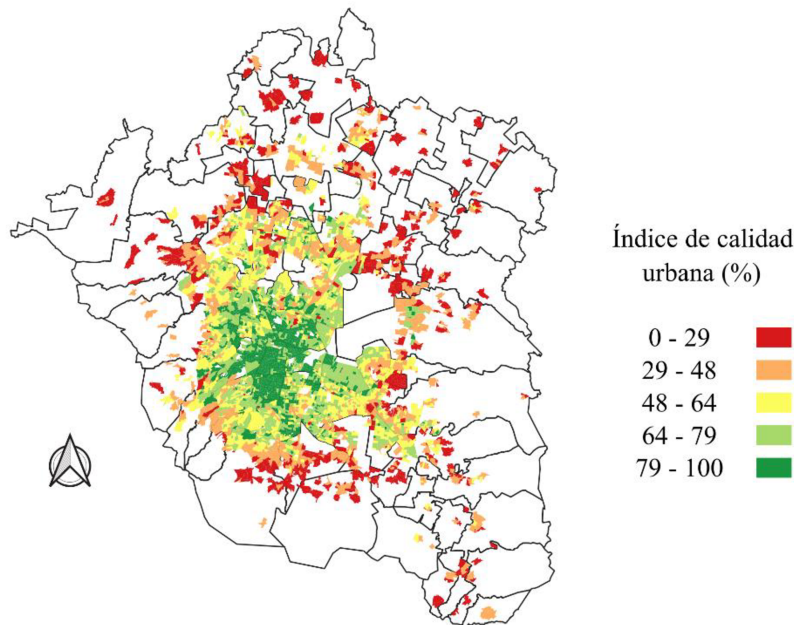 Índice de calidad
urbana (%)
0 - 29
29 - 48
48 - 64
64 - 79
79 - 100